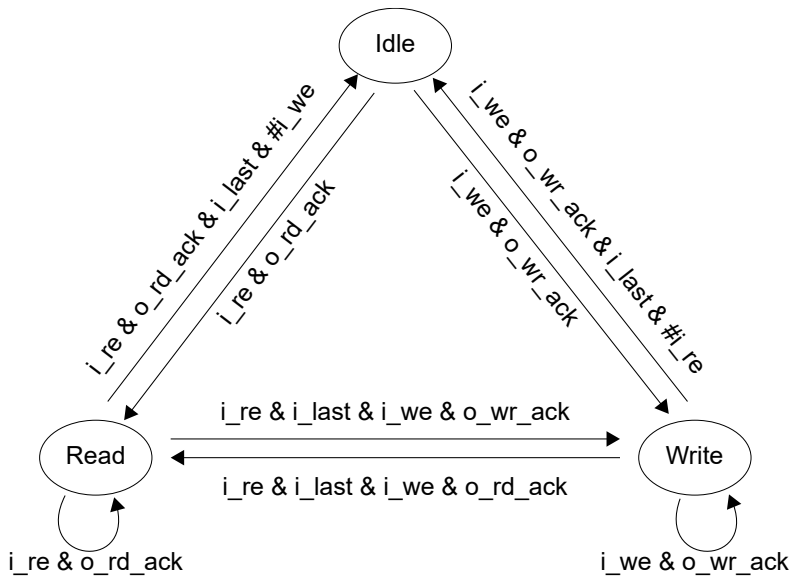 Idle
i_re & o_rd_ack & i_last & #i_we
i_re & o_rd_ack
i_we & o_wr_ack
i_we & o_wr_ack & i_last & #i_re
i_re & i_last & i_we & o_wr_ack
Read
Write
i_re & i_last & i_we & o_rd_ack
i_re & o_rd_ack
i_we & o_wr_ack